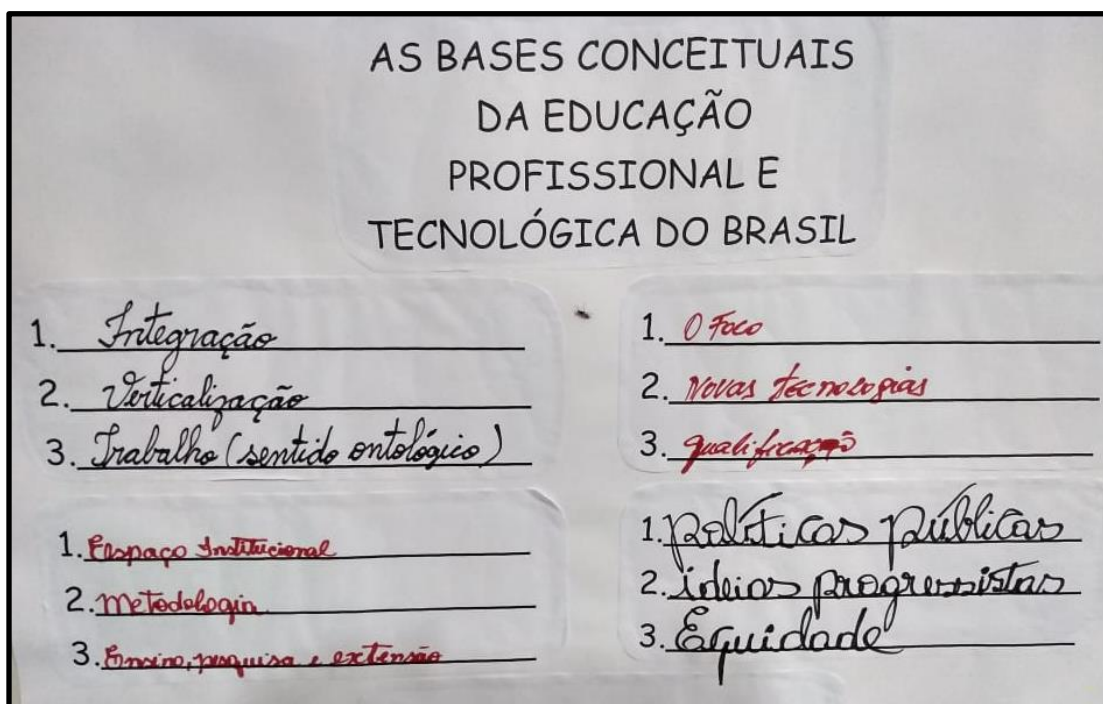 AS BASES CONCEITUAIS
DA EDUCAÇÃO
PROFISSIONAL E
TECNOLÓGICA DO BRASIL
1. Integração
2. Verticalização
3. Trabalho (sentido ontológico)
1. O Foco
2. Novas tecnologias
3. qualificação
1. Espaço Institucional
2. Metodologia
3. Ensino, pesquisa e extensão
1. Políticas Públicas
2. ideias progressistas
3. Equidade